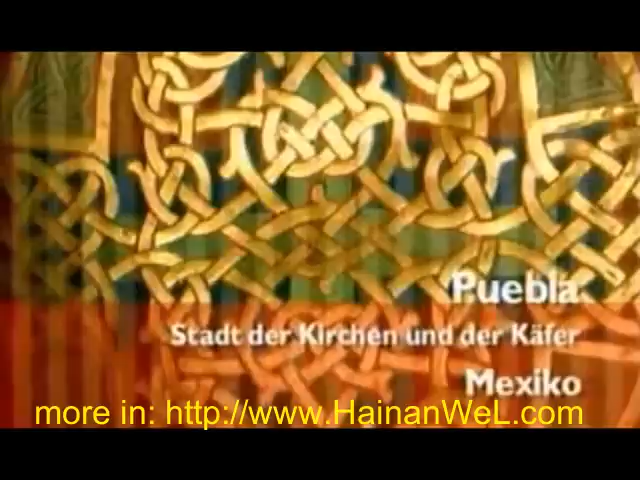 Puebla
Stadt der Kirchen und der Käfer
Mexiko
more in: http://www.HainanWeL.com